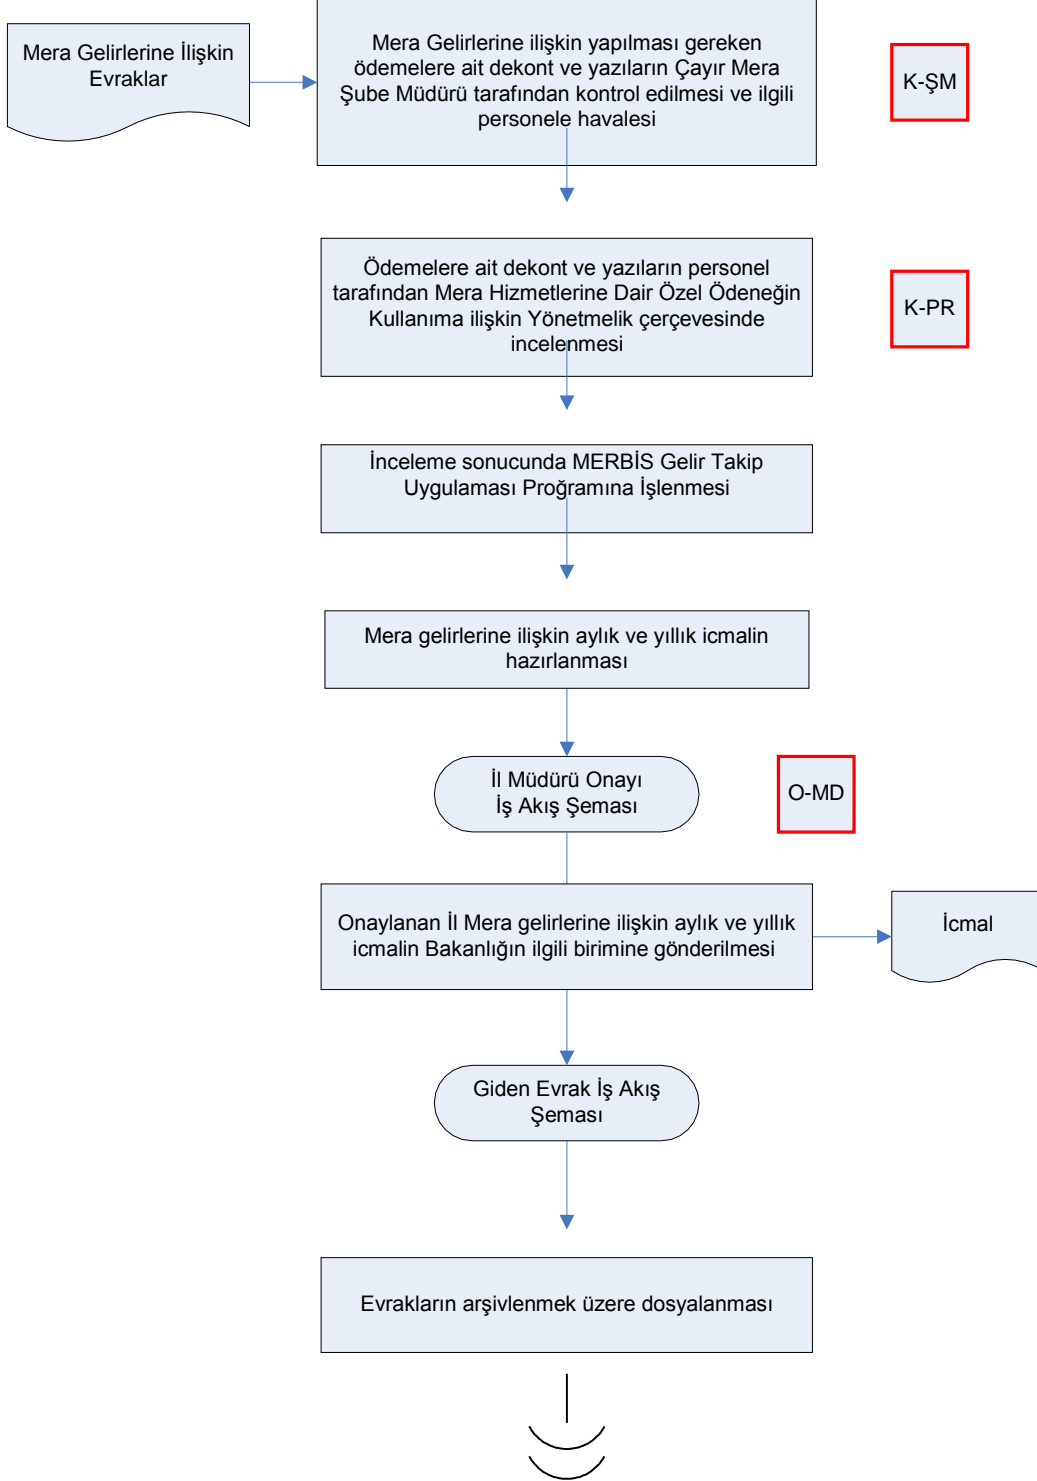 Mera Gelirlerine İlişkin
Evraklar
Mera Gelirlerine ilişkin yapılması gereken
ödemelere ait dekont ve yazıların Çayır Mera
Şube Müdürü tarafından kontrol edilmesi ve ilgili
personele havalesi
K-ŞM
Ödemelere ait dekont ve yazıların personel
tarafından Mera Hizmetlerine Dair Özel Ödeneğin
Kullanıma ilişkin Yönetmelik çerçevesinde
incelenmesi
K-PR
İnceleme sonucunda MERBİS Gelir Takip
Uygulaması Proğramına İşlenmesi
Mera gelirlerine ilişkin aylık ve yıllık icmalin
hazırlanması
İl Müdürü Onayı
İş Akış Şeması
O-MD
Onaylanan İl Mera gelirlerine ilişkin aylık ve yıllık
icmalin Bakanlığın ilgili birimine gönderilmesi
İcmal
Giden Evrak İş Akış
Şeması
Evrakların arşivlenmek üzere dosyalanması